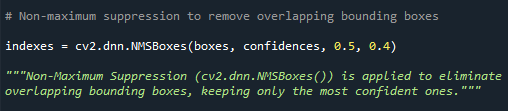 # Non-maximum suppression to remove overlapping bounding boxes
indexes = cv2.dnn.NMSBoxes(boxes, confidences, 0.5, 0.4)
"""Non-Maximum Suppression (cv2.dnn.NMSBoxes()) is applied to eliminate
overlapping bounding boxes, keeping only the most confident ones."""